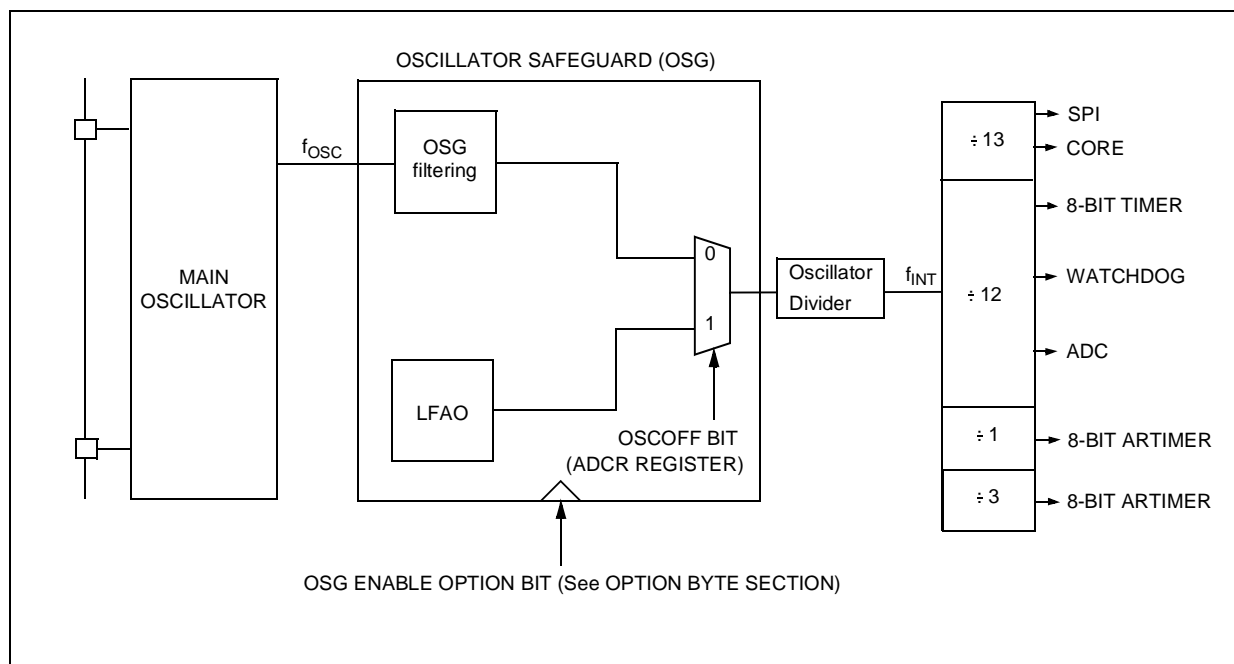 OSCILLATOR SAFEGUARD (OSG)
MAIN
OSCILLATOR
fOSC
OSG
filtering
LFAO
0
1
OSCOFF BIT
(ADCR REGISTER)
OSG ENABLE OPTION BIT (See OPTION BYTE SECTION)
Oscillator
Divider
fINT
÷ 13
SPI
CORE
÷ 12
8-BIT TIMER
WATCHDOG
ADC
÷ 1
8-BIT ARTIMER
÷ 3
8-BIT ARTIMER